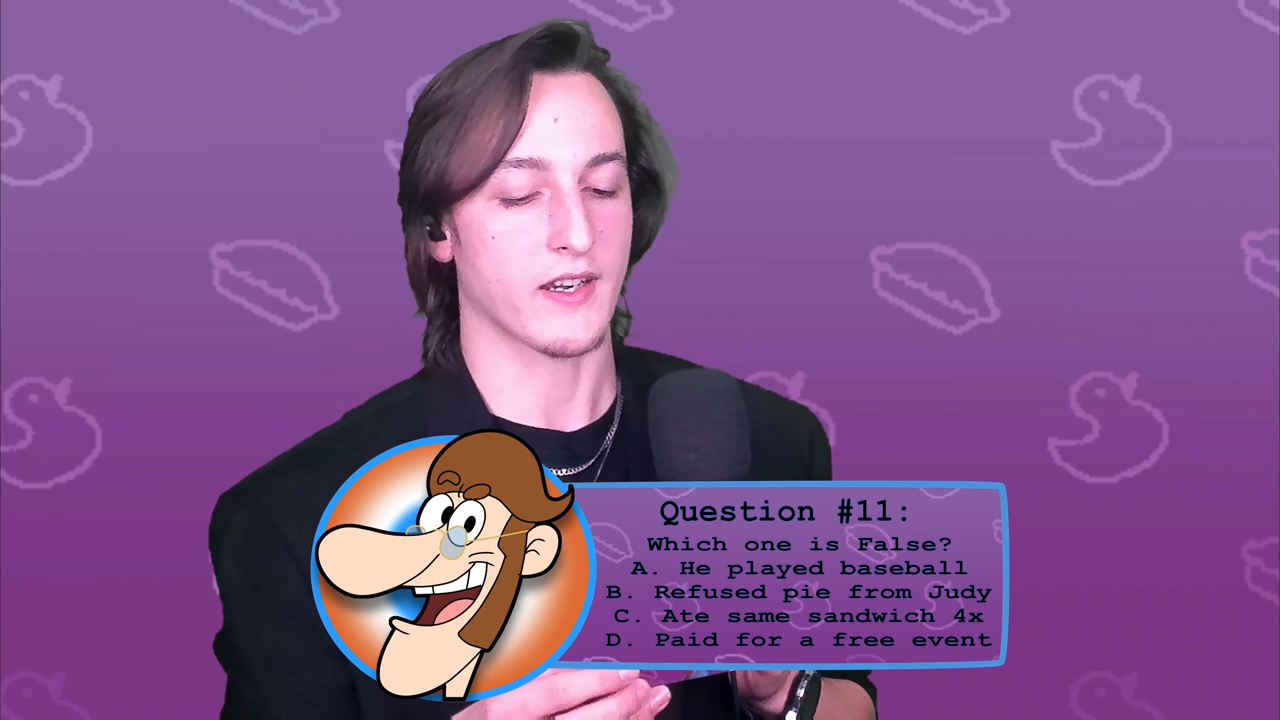 Question #11:
Which one is False?
A. He played baseball
B. Refused pie from Judy
C. Ate same sandwich 4x
D. Paid for a free event